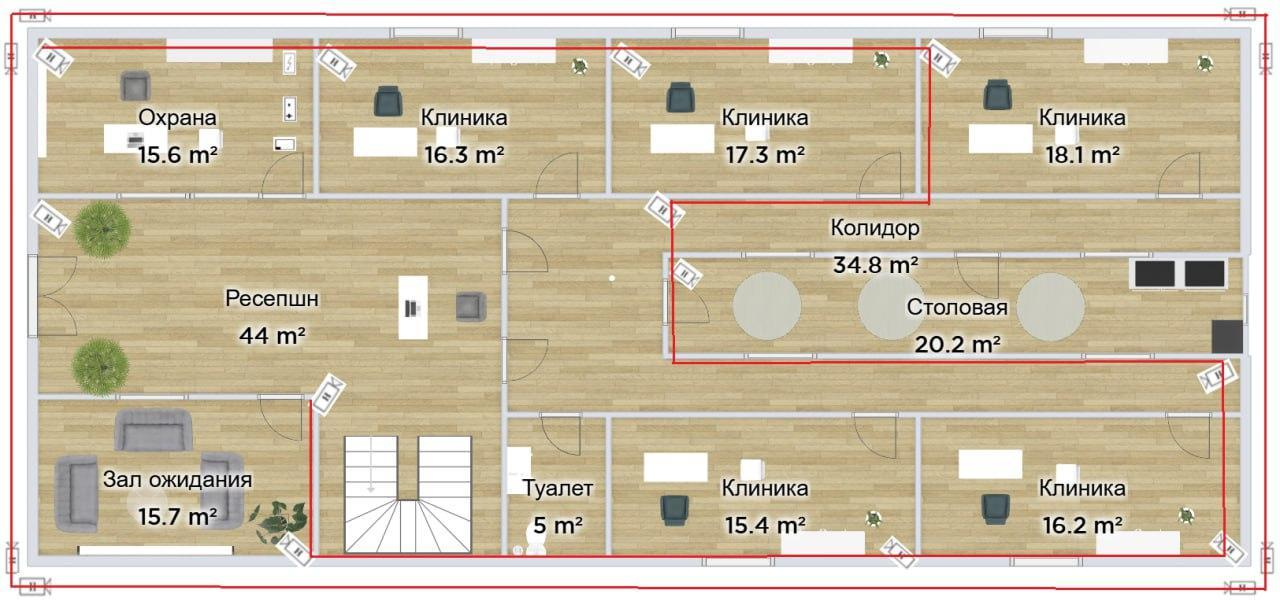 Охрана
15.6 m²
Клиника
16.3 m²
Клиника
17.3 m²
Клиника
18.1 m²
Колидор
34.8 m²
Ресепшн
44 m²
Столовая
20.2 m²
Зал ожидания
15.7 m²
Туалет
5 m²
Клиника
15.4 m²
Клиника
16.2 m²